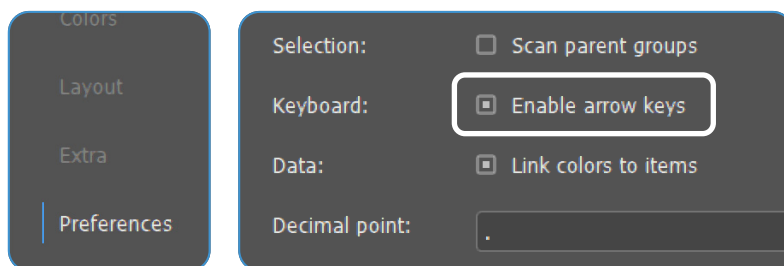 Colors
Layout
Extra
Preferences
Selection: Scan parent groups
Keyboard: Enable arrow keys
Data: Link colors to items
Decimal point: .